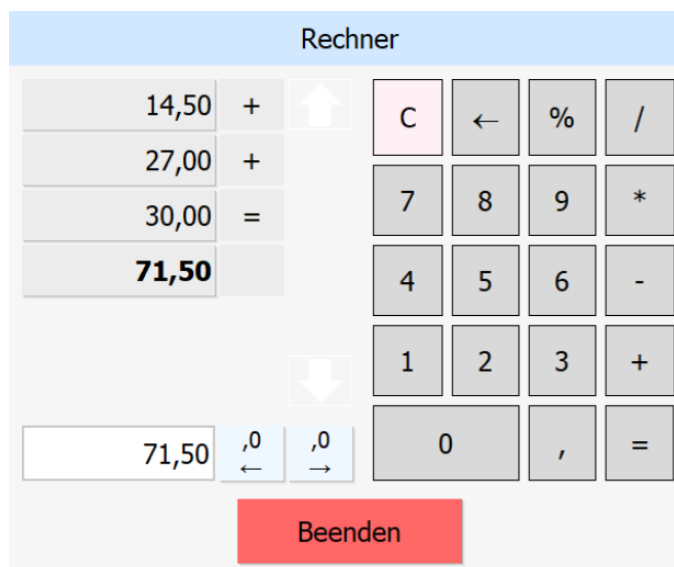 Rechner
14,50 +
27,00 +
30,00 =
71,50
71,50 ,0 ← ,0 →
C ← % /
7 8 9 *
4 5 6 -
1 2 3 +
0 , =
Beenden